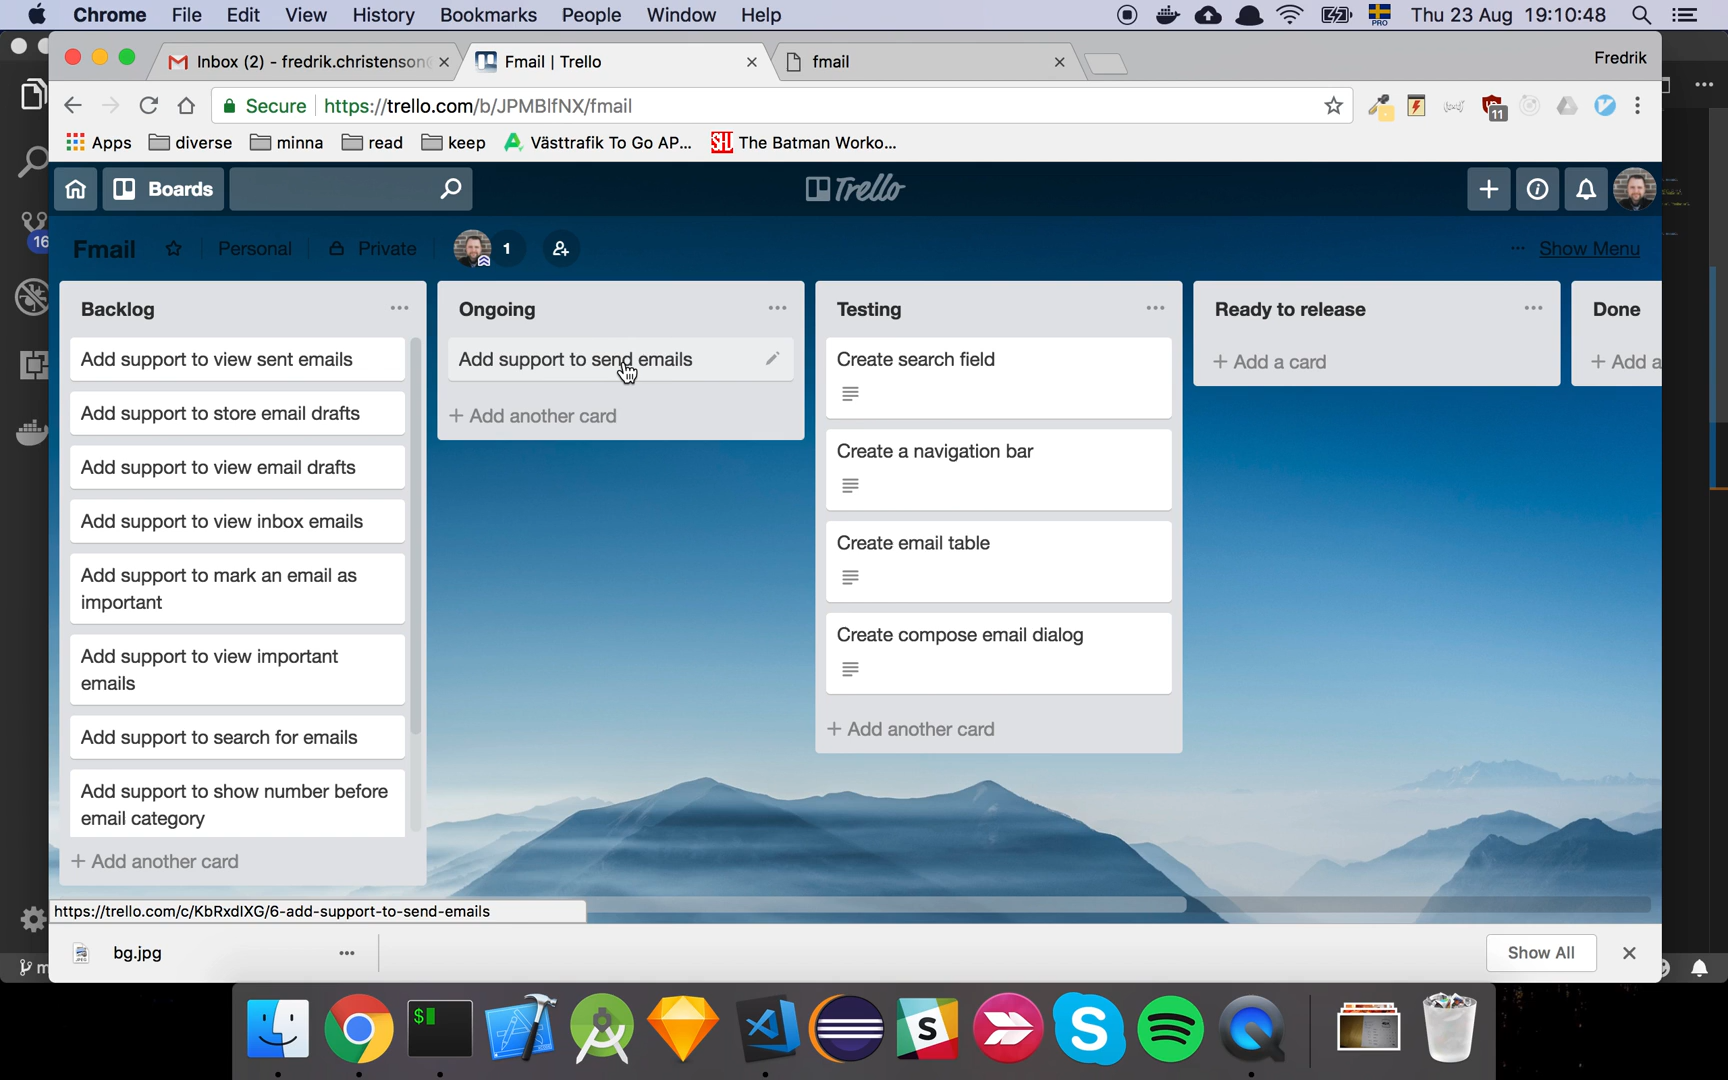 Chrome File Edit View History Bookmarks People Window Help PRO Thu 23 Aug 19:10:48
Inbox (2) - fredrik.christenson@
Fmail | Trello
fmail
Fredrik
Secure https://trello.com/b/JPMBlfNX/fmail
11
Apps diverse minna read keep Västtrafik To Go AP... SHL The Batman Worko...
16
Boards
Trello
Fmail Personal Private 1 ... Show Menu
Backlog
Add support to view sent emails
Add support to store email drafts
Add support to view email drafts
Add support to view inbox emails
Add support to mark an email as
important
Add support to view important
emails
Add support to search for emails
Add support to show number before
email category
+ Add another card
Ongoing
Add support to send emails
+ Add another card
Testing
Create search field
Create a navigation bar
Create email table
Create compose email dialog
+ Add another card
Ready to release
+ Add a card
Done
+ Add a
https://trello.com/c/KbRxdIXG/6-add-support-to-send-emails
bg.jpg
Show All
m
$
S